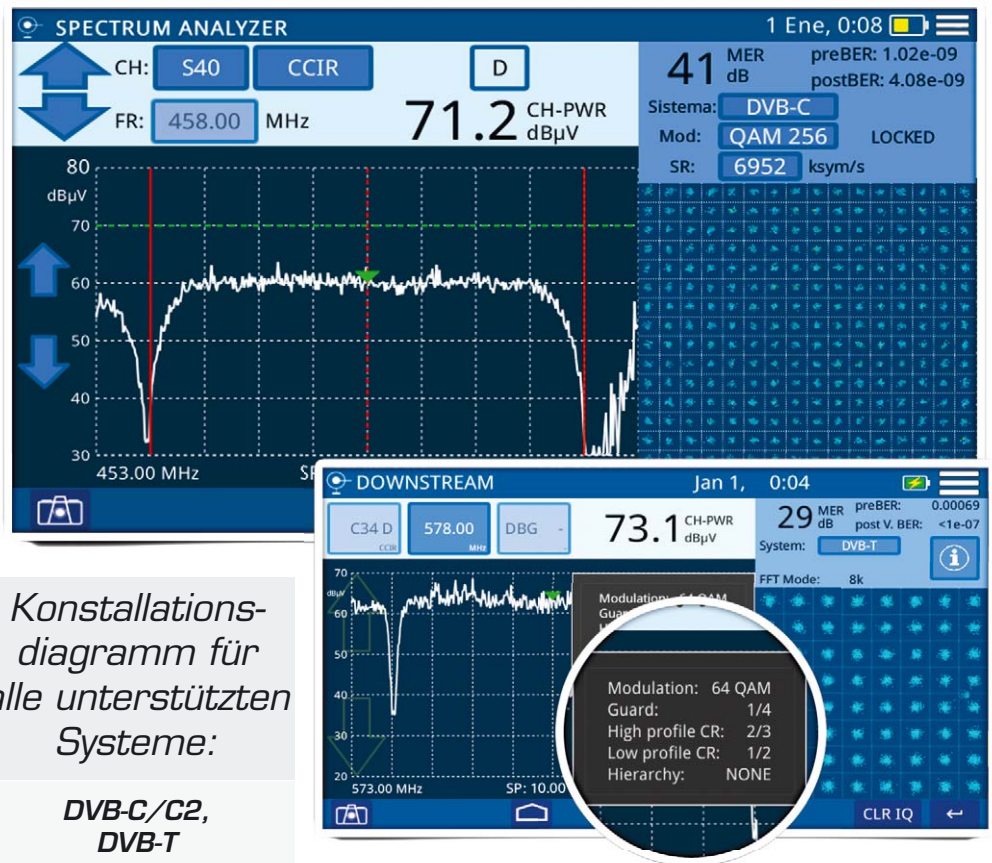 SPECTRUM ANALYZER
1 Ene, 0:08
CH: S40 CCIR D
FR: 458.00 MHz
71.2 CH-PWR dBµV
41 MER dB
preBER: 1.02e-09
postBER: 4.08e-09
Sistema: DVB-C
Mod: QAM 256 LOCKED
SR: 6952 ksym/s
80
dBµV
70
60
50
40
30
453.00 MHz
DOWNSTREAM
Jan 1, 0:04
C34 D CCIR
578.00 MHz
DBG - -
73.1 CH-PWR dBµV
29 MER dB
preBER: 0.00069
post V. BER: <1e-07
System: DVB-T
FFT Mode: 8k
70
dBµV
60
50
40
30
20
573.00 MHz SP: 10.00
Modulation: 64 QAM
Modulation: 64 QAM
Guard: 1/4
High profile CR: 2/3
Low profile CR: 1/2
Hierarchy: NONE
CLR IQ
Konstallations-
diagramm für
alle unterstützten
Systeme:
DVB-C/C2,
DVB-T